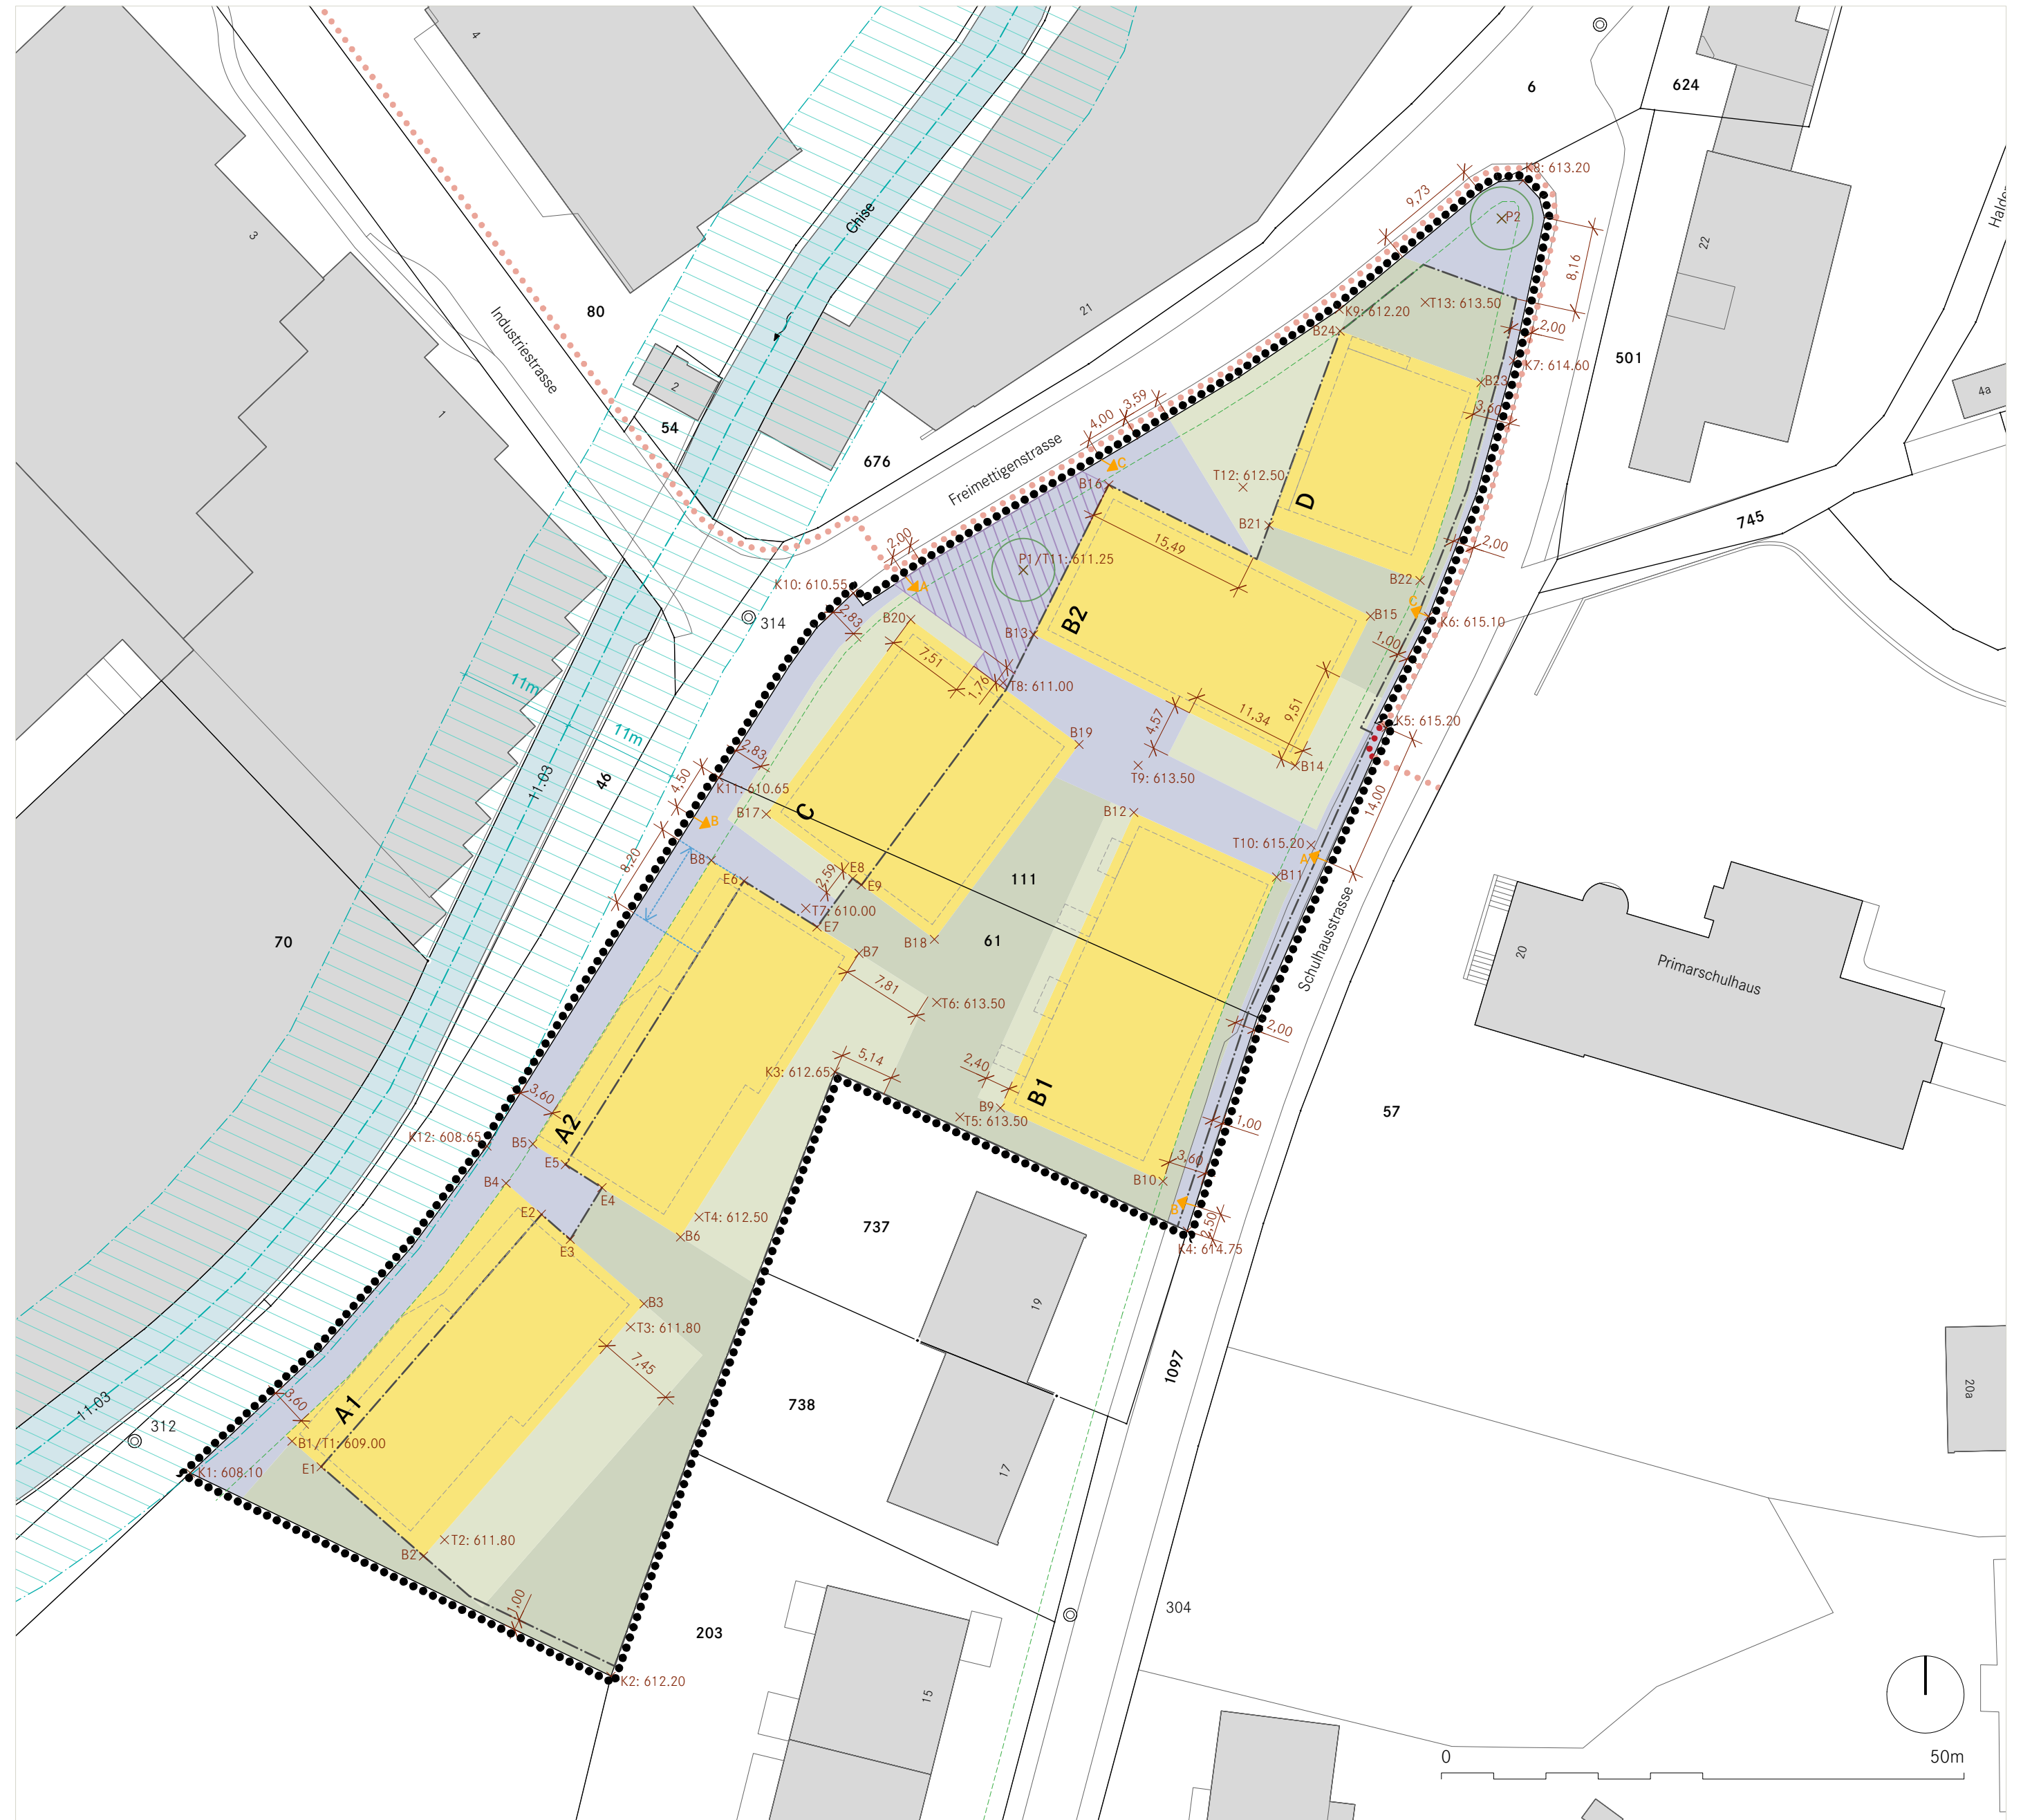 4
6
624
K8: 613.20
9,73
P2
Halde
3
Ghise
22
8,16
Industriestrasse
80
21
T13: 613.50
K9: 612.20
B24
2,00
501
K7: 614.60
1
2
B23
4a
54
3,60
4,00
3,59
676
Freimettigenstrasse
C
T12: 612.50
B16
D
B21
745
2,00
15,49
2,00
P1/T11: 611.25
K10: 610.55
A
B22
C
314
2,83
B20
B2
B15
K6: 615.10
B13
1,00
7,51
1,76
T8: 611.00
11m
11m
9,51
11,34
K5: 615.20
4,57
B19
2,83
4,50
T9: 613.50
B14
11.03
46
K11: 610.65
B17
C
B
B12
14,00
T10: 615.20
A
8,20
B8
E8
E6
2,59
E9
111
B11
T7: 610.00
E7
70
61
B18
B7
20
Primarschulhaus
Schulhausstrasse
7,81
T6: 613.50
2,00
5,14
K3: 612.65
2,40
3,60
B9
B1
T5: 613.50
57
A2
K12: 608.65
B5
1,00
E5
3,60
B4
E4
B10
E2
T4: 612.50
B
2,50
737
B6
E3
K4: 614.75
B3
19
T3: 611.80
7,45
1097
20a
3,60
A1
738
11.03
312
B1/T1: 609.00
E1
K1: 608.10
17
T2: 611.80
B2
1,00
304
203
K2: 612.20
15
0
50m